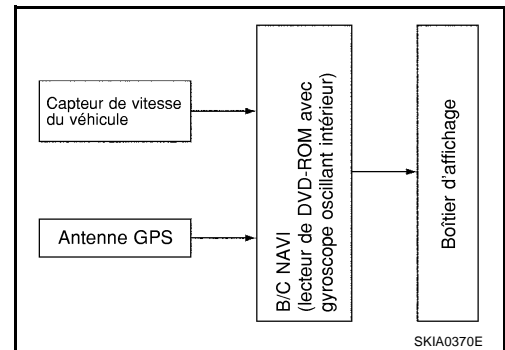 Capteur de vitesse
du véhicule
Antenne GPS
B/C NAVI
(lecteur de DVD-ROM avec
gyroscope oscillant intérieur)
Boîtier d'affichage
SKIA0370E